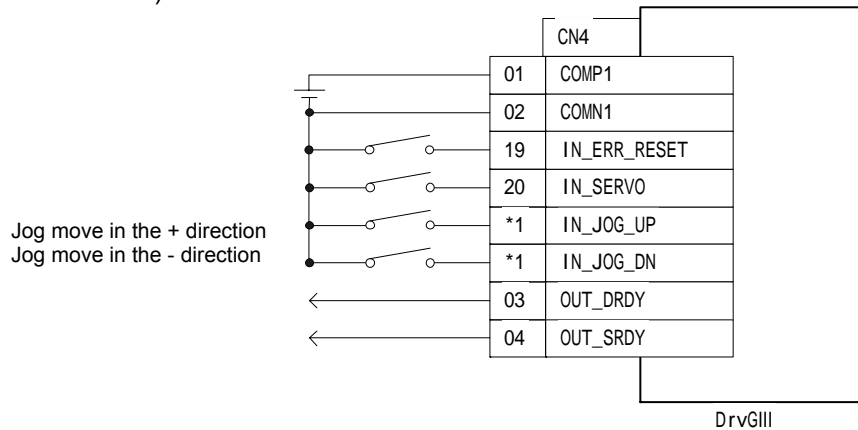 )
CN4
01 COMP1
02 COMN1
19 IN_ERR_RESET
20 IN_SERVO
*1 IN_JOG_UP
*1 IN_JOG_DN
03 OUT_DRDY
04 OUT_SRDY
Jog move in the + direction
Jog move in the - direction
DrvGIII